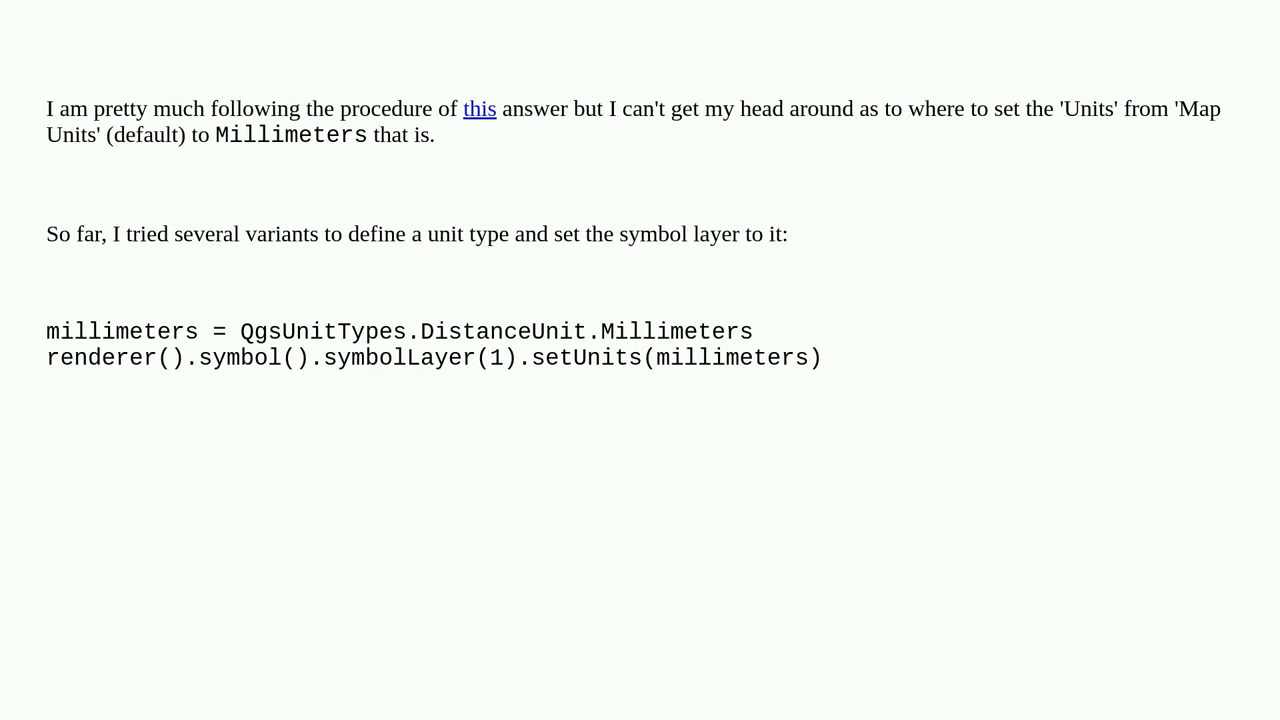 I am pretty much following the procedure of this answer but I can't get my head around as to where to set the 'Units' from 'Map
Units' (default) to Millimeters that is.
So far, I tried several variants to define a unit type and set the symbol layer to it:
millimeters = QgsUnitTypes.DistanceUnit.Millimeters
renderer().symbol().symbolLayer(1).setUnits(millimeters)